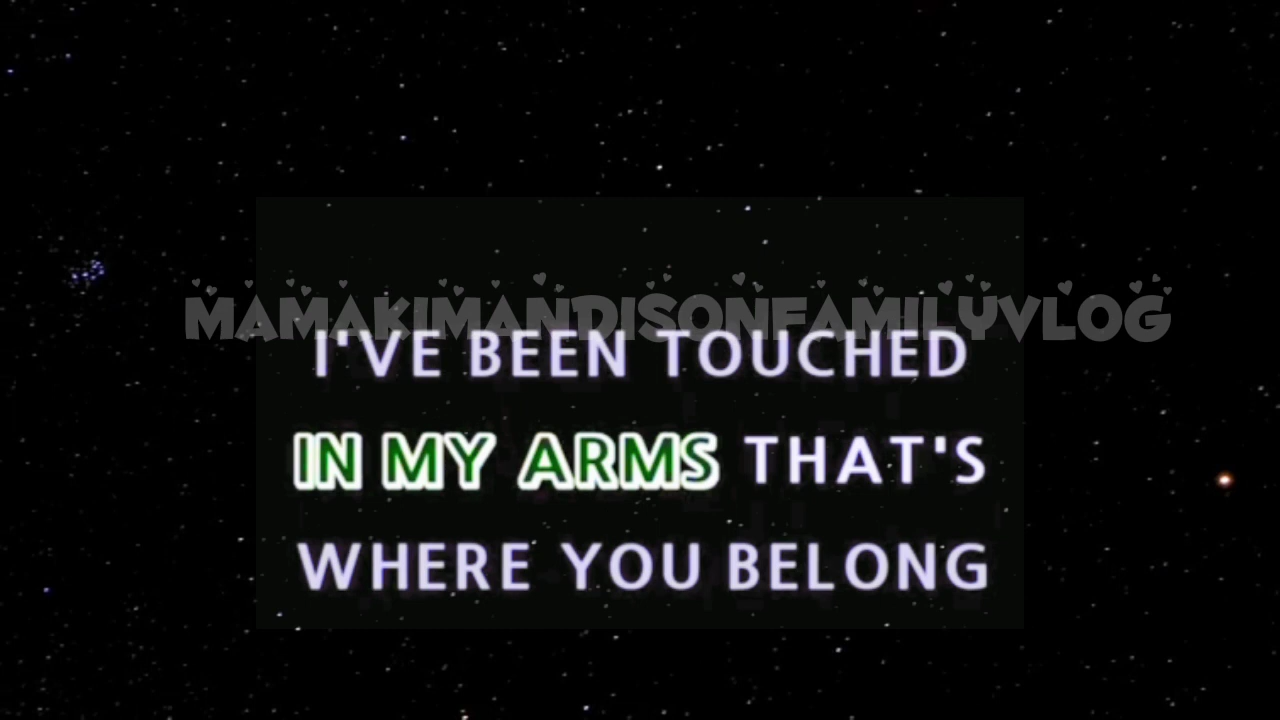 MAMAKIMANDISONFAMILYVLOG
I'VE BEEN TOUCHED
IN MY ARMS THAT'S
WHERE YOU BELONG